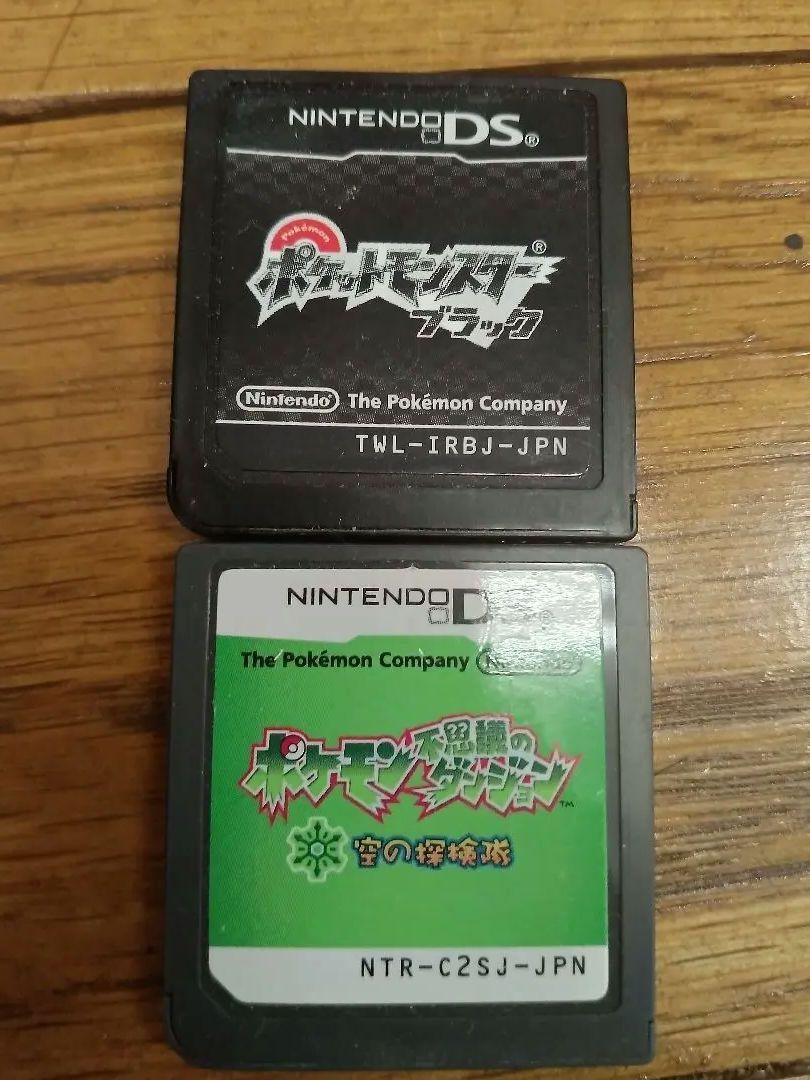 NINTENDO DS®
Pokémon
ポケットモンスター®
ブラック
Nintendo The Pokémon Company
TWL-IRBJ-JPN
NINTENDO D
The Pokémon Company
ポケモン不思議のダンジョン™
空の探検隊
NTR-C2SJ-JPN